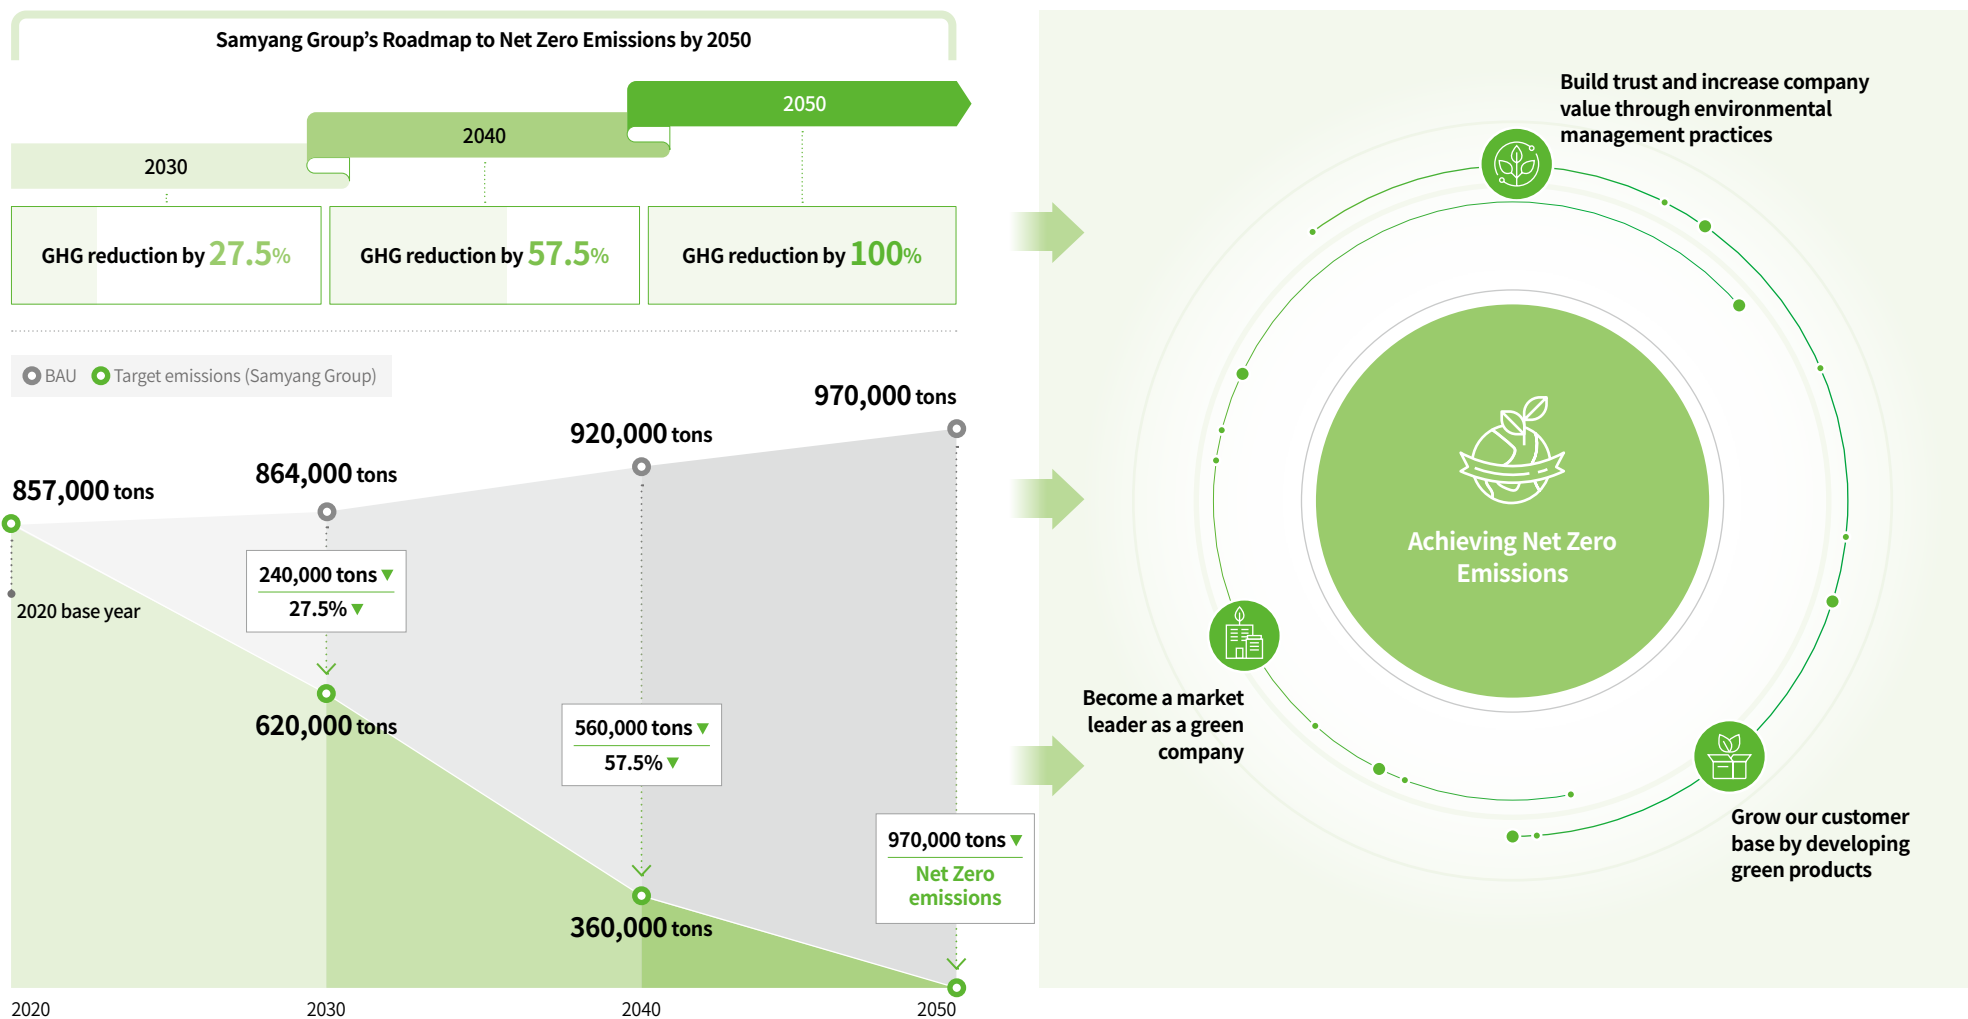 Samyang Group’s Roadmap to Net Zero Emissions by 2050
2030
2040
2050
GHG reduction by 27.5%
GHG reduction by 57.5%
GHG reduction by 100%
BAU
Target emissions (Samyang Group)
857,000 tons
864,000 tons
920,000 tons
970,000 tons
2020 base year
240,000 tons ▼
27.5% ▼
620,000 tons
560,000 tons ▼
57.5% ▼
360,000 tons
970,000 tons ▼
Net Zero
emissions
2020
2030
2040
2050
Build trust and increase company
value through environmental
management practices
Achieving Net Zero
Emissions
Become a market
leader as a green
company
Grow our customer
base by developing
green products